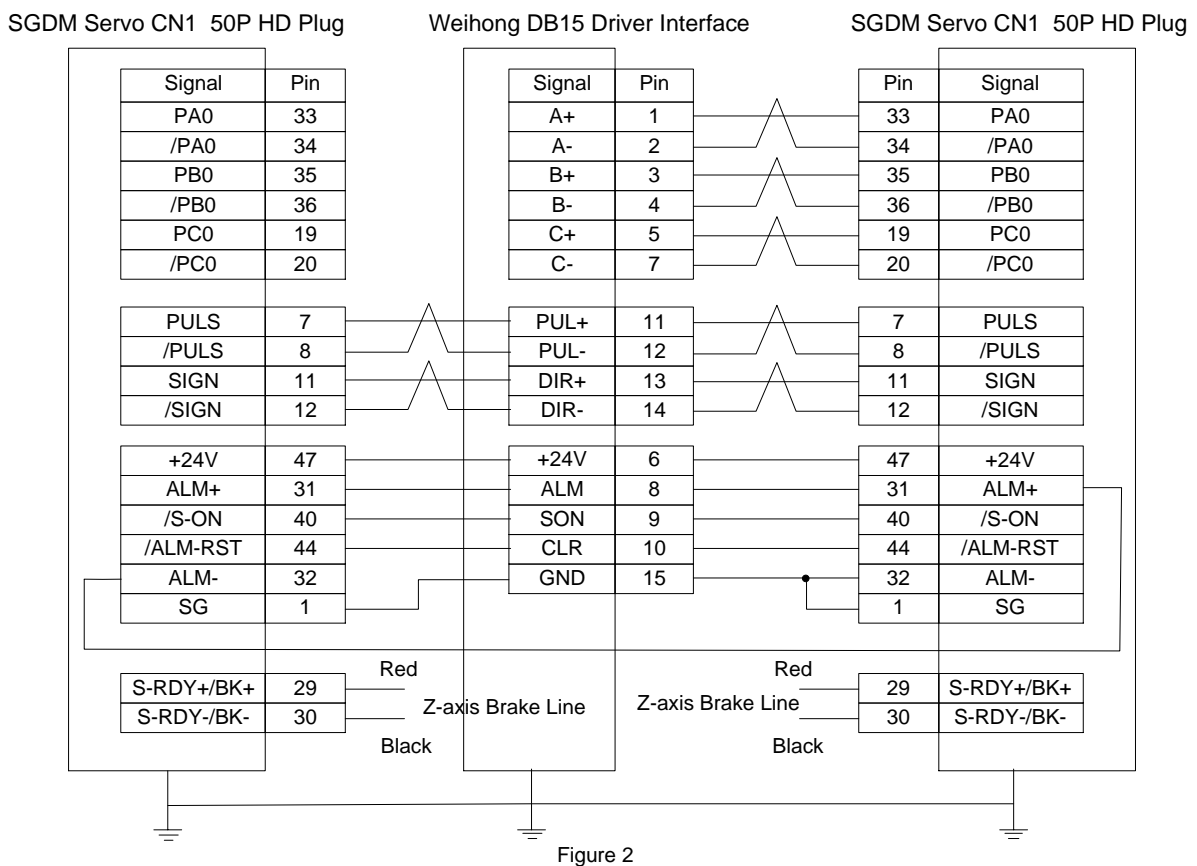 SGDM Servo CN1 50P HD Plug Weihong DB15 Driver Interface SGDM Servo CN1 50P HD Plug
Signal Pin Signal Pin Pin Signal
PA0 33 A+ 1 33 PA0
/PA0 34 A- 2 34 /PA0
PB0 35 B+ 3 35 PB0
/PB0 36 B- 4 36 /PB0
PC0 19 C+ 5 19 PC0
/PC0 20 C- 7 20 /PC0
PULS 7 PUL+ 11 7 PULS
/PULS 8 PUL- 12 8 /PULS
SIGN 11 DIR+ 13 11 SIGN
/SIGN 12 DIR- 14 12 /SIGN
+24V 47 +24V 6 47 +24V
ALM+ 31 ALM 8 31 ALM+
/S-ON 40 SON 9 40 /S-ON
/ALM-RST 44 CLR 10 44 /ALM-RST
ALM- 32 GND 15 32 ALM-
SG 1 1 SG
Red Red
S-RDY+/BK+ 29 29 S-RDY+/BK+
Z-axis Brake Line Z-axis Brake Line
S-RDY-/BK- 30 30 S-RDY-/BK-
Black Black
Figure 2